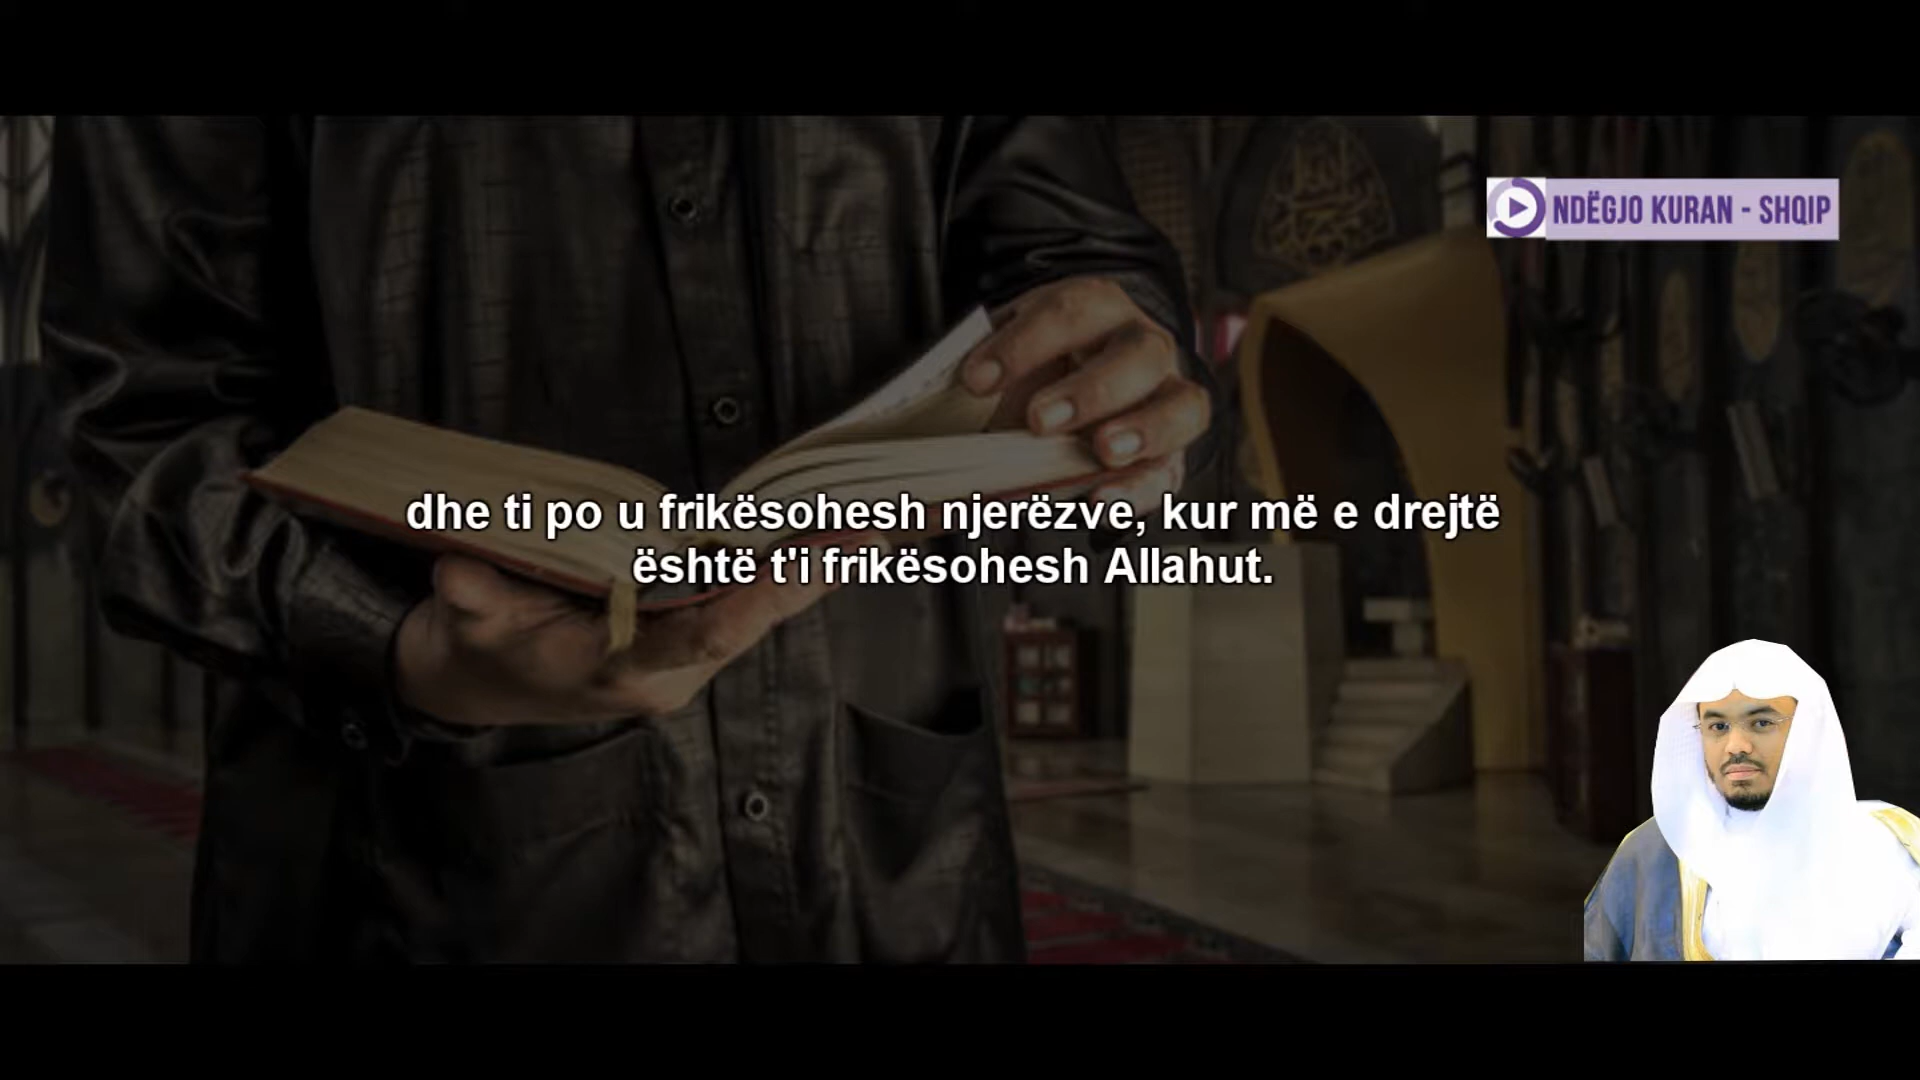 NDËGJO KURAN - SHQIP
dhe ti po u frikësohesh njerëzve, kur më e drejtë
është t'i frikësohesh Allahut.